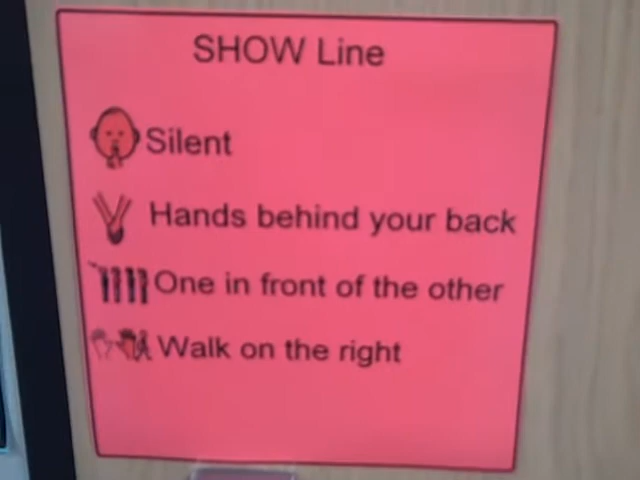 SHOW Line
Silent
Hands behind your back
One in front of the other
Walk on the right